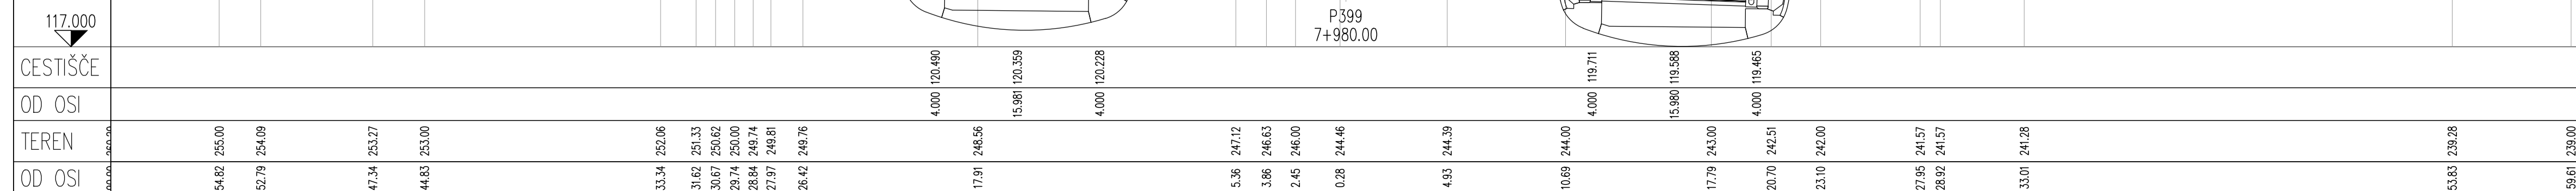 117.000
P399
7+980.00
CESTIŠČE 120.490 120.359 120.228 119.711 119.588 119.465
OD OSI 4.000 15.981 4.000 4.000 15.980 4.000
TEREN 255.00 254.09 253.27 253.00 252.06 251.33 250.62 250.00 249.74 249.81 249.76 248.56 247.12 246.63 246.00 244.46 244.39 244.00 243.00 242.51 242.00 241.57 241.57 241.28 239.28 239.00
OD OSI 54.82 52.79 47.34 44.83 33.34 31.62 30.67 29.74 28.84 27.97 26.42 17.91 5.36 3.86 2.45 0.28 4.93 10.69 17.79 20.70 23.10 27.95 28.92 33.01 53.83 59.61